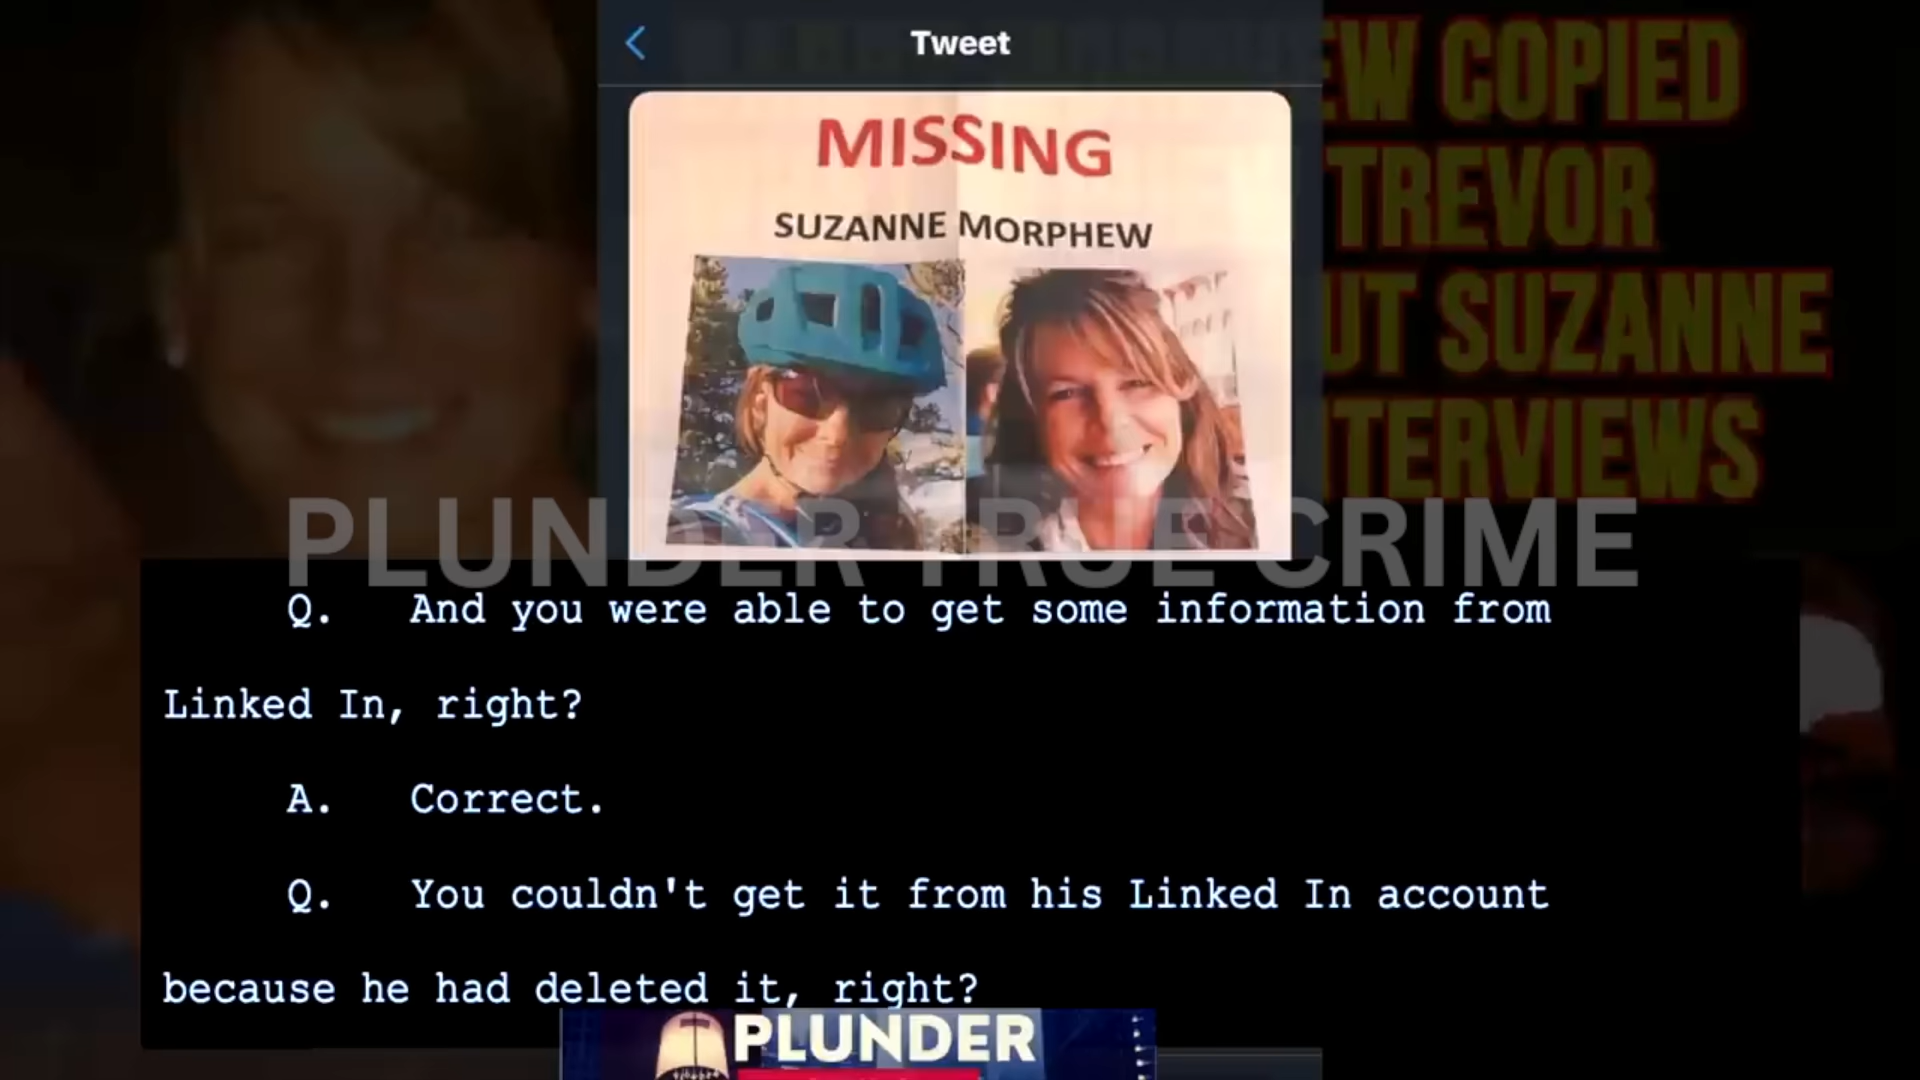 Tweet
MISSING
SUZANNE MORPHEW
EW COPIED
TREVOR
UT SUZANNE
TERVIEWS
PLUNDER TRUE CRIME
Q. And you were able to get some information from
Linked In, right?
A. Correct.
Q. You couldn't get it from his Linked In account
because he had deleted it, right?
PLUNDER